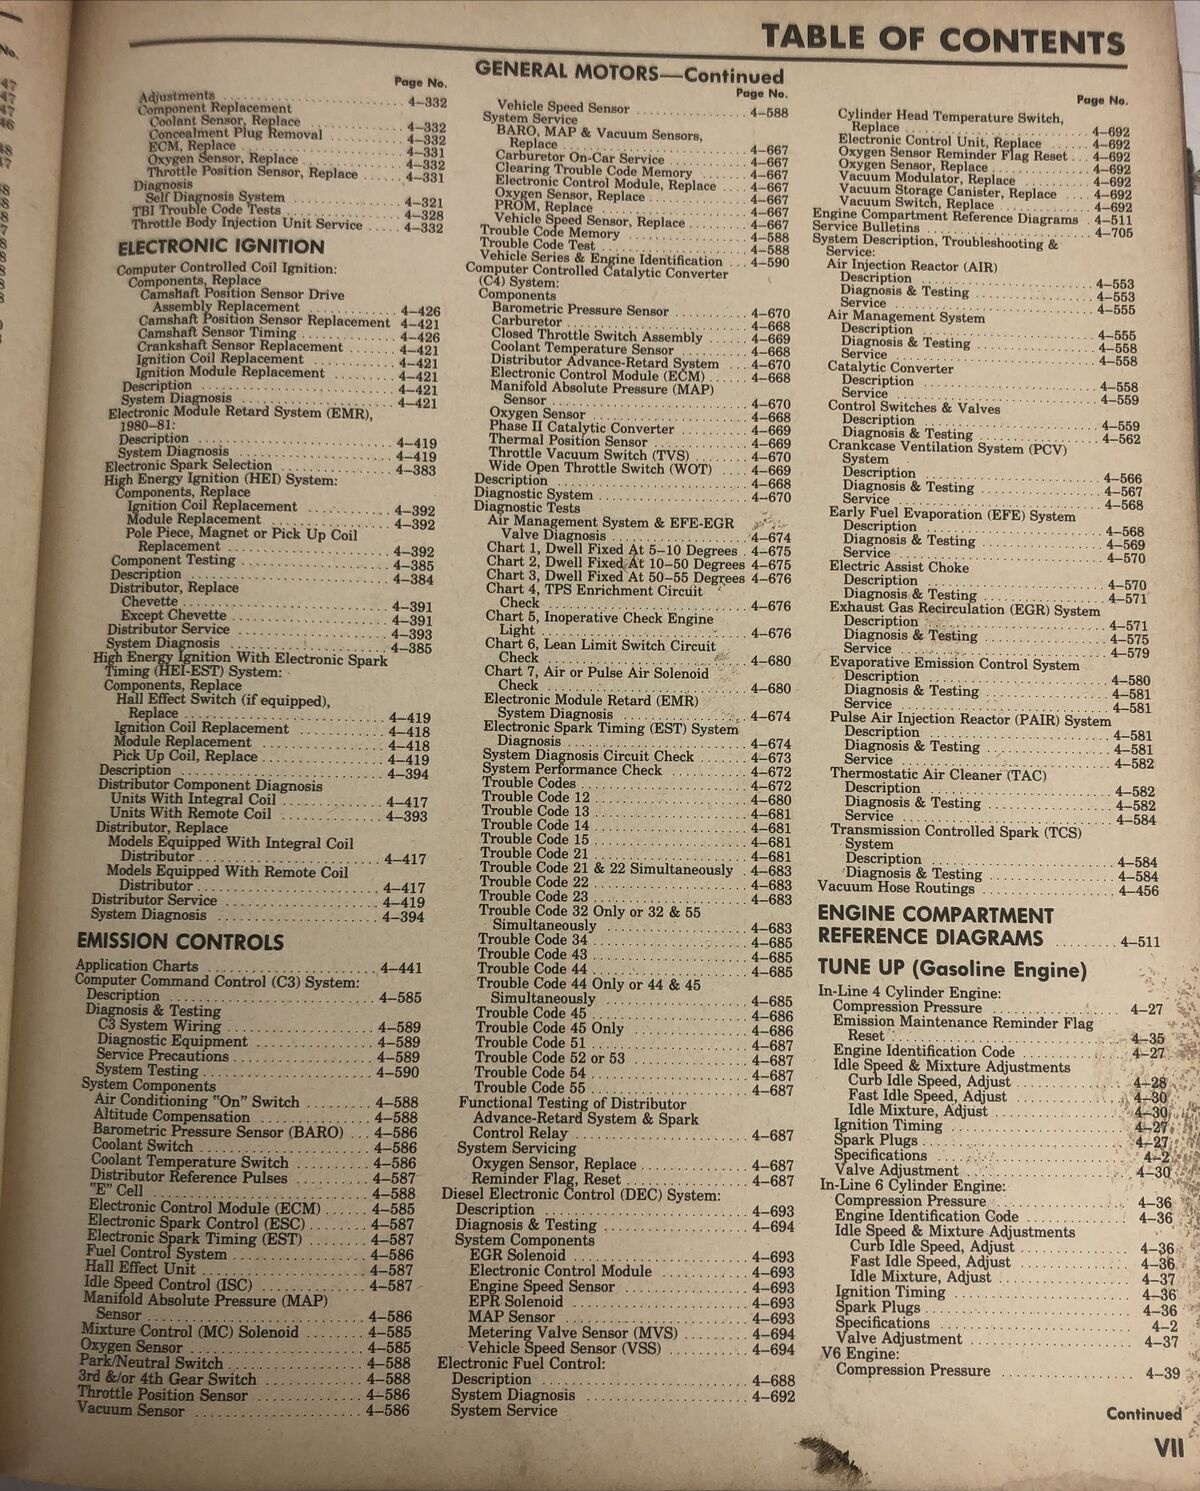 TABLE OF CONTENTS
GENERAL MOTORS—Continued
No.
Page No.
Adjustments 4–332
Component Replacement
Coolant Sensor, Replace 4–332
Concealment Plug Removal 4–332
ECM, Replace 4–331
Oxygen Sensor, Replace 4–332
Throttle Position Sensor, Replace 4–331
Diagnosis
Self Diagnosis System 4–321
TBI Trouble Code Tests 4–328
Throttle Body Injection Unit Service 4–332
ELECTRONIC IGNITION
Computer Controlled Coil Ignition:
Components, Replace
Camshaft Position Sensor Drive
Assembly Replacement 4–426
Camshaft Position Sensor Replacement 4–421
Camshaft Sensor Timing 4–426
Crankshaft Sensor Replacement 4–421
Ignition Coil Replacement 4–421
Ignition Module Replacement 4–421
Description 4–421
System Diagnosis 4–421
Electronic Module Retard System (EMR),
1980–81:
Description 4–419
System Diagnosis 4–419
Electronic Spark Selection 4–383
High Energy Ignition (HEI) System:
Components, Replace
Ignition Coil Replacement 4–392
Module Replacement 4–392
Pole Piece, Magnet or Pick Up Coil
Replacement 4–392
Component Testing 4–385
Description 4–384
Distributor, Replace
Chevette 4–391
Except Chevette 4–391
Distributor Service 4–393
System Diagnosis 4–385
High Energy Ignition With Electronic Spark
Timing (HEI-EST) System:
Components, Replace
Hall Effect Switch (if equipped),
Replace 4–419
Ignition Coil Replacement 4–418
Module Replacement 4–418
Pick Up Coil, Replace 4–419
Description 4–394
Distributor Component Diagnosis
Units With Integral Coil 4–417
Units With Remote Coil 4–393
Distributor, Replace
Models Equipped With Integral Coil
Distributor 4–417
Models Equipped With Remote Coil
Distributor 4–417
Distributor Service 4–419
System Diagnosis 4–394
EMISSION CONTROLS
Application Charts 4–441
Computer Command Control (C3) System:
Description 4–585
Diagnosis & Testing
C3 System Wiring 4–589
Diagnostic Equipment 4–589
Service Precautions 4–589
System Testing 4–590
System Components
Air Conditioning "On" Switch 4–588
Altitude Compensation 4–588
Barometric Pressure Sensor (BARO) 4–586
Coolant Switch 4–586
Coolant Temperature Switch 4–586
Distributor Reference Pulses 4–587
"E" Cell 4–588
Electronic Control Module (ECM) 4–585
Electronic Spark Control (ESC) 4–587
Electronic Spark Timing (EST) 4–587
Fuel Control System 4–586
Hall Effect Unit 4–587
Idle Speed Control (ISC) 4–587
Manifold Absolute Pressure (MAP)
Sensor 4–586
Mixture Control (MC) Solenoid 4–585
Oxygen Sensor 4–585
Park/Neutral Switch 4–588
3rd &/or 4th Gear Switch 4–588
Throttle Position Sensor 4–586
Vacuum Sensor 4–586
Page No.
Vehicle Speed Sensor 4–588
System Service
BARO, MAP & Vacuum Sensors,
Replace 4–667
Carburetor On-Car Service 4–667
Clearing Trouble Code Memory 4–667
Electronic Control Module, Replace 4–667
Oxygen Sensor, Replace 4–667
PROM, Replace 4–667
Vehicle Speed Sensor, Replace 4–667
Trouble Code Memory 4–588
Trouble Code Test 4–588
Vehicle Series & Engine Identification 4–590
Computer Controlled Catalytic Converter
(C4) System:
Components
Barometric Pressure Sensor 4–670
Carburetor 4–668
Closed Throttle Switch Assembly 4–669
Coolant Temperature Sensor 4–668
Distributor Advance-Retard System 4–670
Electronic Control Module (ECM) 4–668
Manifold Absolute Pressure (MAP)
Sensor 4–670
Oxygen Sensor 4–668
Phase II Catalytic Converter 4–669
Thermal Position Sensor 4–669
Throttle Vacuum Switch (TVS) 4–670
Wide Open Throttle Switch (WOT) 4–669
Description 4–668
Diagnostic System 4–670
Diagnostic Tests
Air Management System & EFE-EGR
Valve Diagnosis 4–674
Chart 1, Dwell Fixed At 5–10 Degrees 4–675
Chart 2, Dwell Fixed At 10–50 Degrees 4–675
Chart 3, Dwell Fixed At 50–55 Degrees 4–676
Chart 4, TPS Enrichment Circuit
Check 4–676
Chart 5, Inoperative Check Engine
Light 4–676
Chart 6, Lean Limit Switch Circuit
Check 4–680
Chart 7, Air or Pulse Air Solenoid
Check 4–680
Electronic Module Retard (EMR)
System Diagnosis 4–674
Electronic Spark Timing (EST) System
Diagnosis 4–674
System Diagnosis Circuit Check 4–673
System Performance Check 4–672
Trouble Codes 4–672
Trouble Code 12 4–680
Trouble Code 13 4–681
Trouble Code 14 4–681
Trouble Code 15 4–681
Trouble Code 21 4–681
Trouble Code 21 & 22 Simultaneously 4–683
Trouble Code 22 4–683
Trouble Code 23 4–683
Trouble Code 32 Only or 32 & 55
Simultaneously 4–683
Trouble Code 34 4–685
Trouble Code 43 4–685
Trouble Code 44 4–685
Trouble Code 44 Only or 44 & 45
Simultaneously 4–685
Trouble Code 45 4–686
Trouble Code 45 Only 4–686
Trouble Code 51 4–687
Trouble Code 52 or 53 4–687
Trouble Code 54 4–687
Trouble Code 55 4–687
Functional Testing of Distributor
Advance-Retard System & Spark
Control Relay 4–687
System Servicing
Oxygen Sensor, Replace 4–687
Reminder Flag, Reset 4–687
Diesel Electronic Control (DEC) System:
Description 4–693
Diagnosis & Testing 4–694
System Components
EGR Solenoid 4–693
Electronic Control Module 4–693
Engine Speed Sensor 4–693
EPR Solenoid 4–693
MAP Sensor 4–693
Metering Valve Sensor (MVS) 4–694
Vehicle Speed Sensor (VSS) 4–694
Electronic Fuel Control:
Description 4–688
System Diagnosis 4–692
System Service
Page No.
Cylinder Head Temperature Switch,
Replace 4–692
Electronic Control Unit, Replace 4–692
Oxygen Sensor Reminder Flag Reset 4–692
Oxygen Sensor, Replace 4–692
Vacuum Modulator, Replace 4–692
Vacuum Storage Canister, Replace 4–692
Vacuum Switch, Replace 4–692
Engine Compartment Reference Diagrams 4–511
Service Bulletins 4–705
System Description, Troubleshooting &
Service:
Air Injection Reactor (AIR)
Description 4–553
Diagnosis & Testing 4–553
Service 4–555
Air Management System
Description 4–555
Diagnosis & Testing 4–558
Service 4–558
Catalytic Converter
Description 4–558
Service 4–559
Control Switches & Valves
Description 4–559
Diagnosis & Testing 4–562
Crankcase Ventilation System (PCV)
System
Description 4–566
Diagnosis & Testing 4–567
Service 4–568
Early Fuel Evaporation (EFE) System
Description 4–568
Diagnosis & Testing 4–569
Service 4–570
Electric Assist Choke
Description 4–570
Diagnosis & Testing 4–571
Exhaust Gas Recirculation (EGR) System
Description 4–571
Diagnosis & Testing 4–575
Service 4–579
Evaporative Emission Control System
Description 4–580
Diagnosis & Testing 4–581
Service 4–581
Pulse Air Injection Reactor (PAIR) System
Description 4–581
Diagnosis & Testing 4–581
Service 4–582
Thermostatic Air Cleaner (TAC)
Description 4–582
Diagnosis & Testing 4–582
Service 4–584
Transmission Controlled Spark (TCS)
System
Description 4–584
Diagnosis & Testing 4–584
Vacuum Hose Routings 4–456
ENGINE COMPARTMENT
REFERENCE DIAGRAMS 4–511
TUNE UP (Gasoline Engine)
In-Line 4 Cylinder Engine:
Compression Pressure 4–27
Emission Maintenance Reminder Flag
Reset 4–35
Engine Identification Code 4–27
Idle Speed & Mixture Adjustments
Curb Idle Speed, Adjust 4–28
Fast Idle Speed, Adjust 4–30
Idle Mixture, Adjust 4–30
Ignition Timing 4–27
Spark Plugs 4–27
Specifications 4–2
Valve Adjustment 4–30
In-Line 6 Cylinder Engine:
Compression Pressure 4–36
Engine Identification Code 4–36
Idle Speed & Mixture Adjustments
Curb Idle Speed, Adjust 4–36
Fast Idle Speed, Adjust 4–36
Idle Mixture, Adjust 4–37
Ignition Timing 4–36
Spark Plugs 4–36
Specifications 4–2
Valve Adjustment 4–37
V6 Engine:
Compression Pressure 4–39
Continued
VII